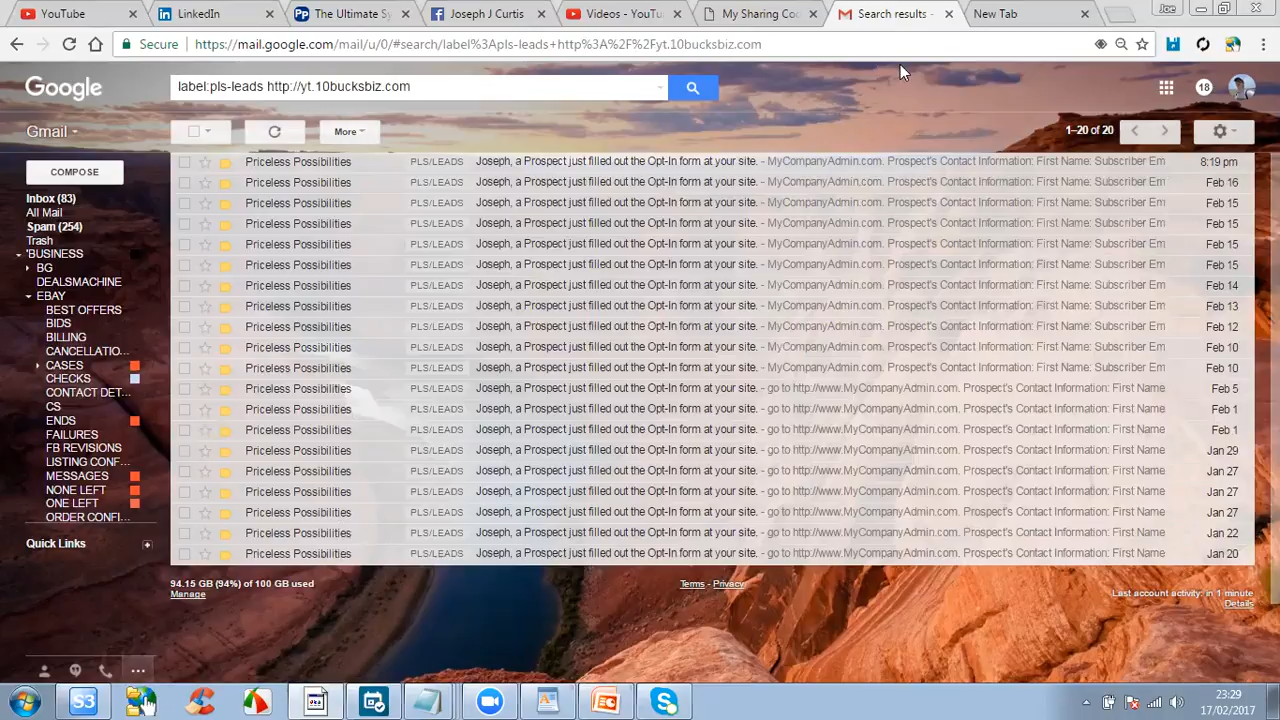 YouTube
LinkedIn
The Ultimate Sy
Joseph J Curtis
Videos - YouTu
My Sharing Co
Search results -
New Tab
Joe
Secure
https://mail.google.com/mail/u/0/#search/label%3Apls-leads+http%3A%2F%2Fyt.10bucksbiz.com
Google
label:pls-leads http://yt.10bucksbiz.com
18
Gmail
More
1–20 of 20
COMPOSE
Inbox (83)
All Mail
Spam (254)
Trash
'BUSINESS
BG
DEALSMACHINE
EBAY
BEST OFFERS
BIDS
BILLING
CANCELLATIO...
CASES
CHECKS
CONTACT DET...
CS
ENDS
FAILURES
FB REVISIONS
LISTING CONF...
MESSAGES
NONE LEFT
ONE LEFT
ORDER CONFI...
Quick Links
Priceless Possibilities PLS/LEADS Joseph, a Prospect just filled out the Opt-In form at your site. - MyCompanyAdmin.com. Prospect's Contact Information: First Name: Subscriber Em 8:19 pm
Priceless Possibilities PLS/LEADS Joseph, a Prospect just filled out the Opt-In form at your site. - MyCompanyAdmin.com. Prospect's Contact Information: First Name: Subscriber Em Feb 16
Priceless Possibilities PLS/LEADS Joseph, a Prospect just filled out the Opt-In form at your site. - MyCompanyAdmin.com. Prospect's Contact Information: First Name: Subscriber Em Feb 15
Priceless Possibilities PLS/LEADS Joseph, a Prospect just filled out the Opt-In form at your site. - MyCompanyAdmin.com. Prospect's Contact Information: First Name: Subscriber Em Feb 15
Priceless Possibilities PLS/LEADS Joseph, a Prospect just filled out the Opt-In form at your site. - MyCompanyAdmin.com. Prospect's Contact Information: First Name: Subscriber Em Feb 15
Priceless Possibilities PLS/LEADS Joseph, a Prospect just filled out the Opt-In form at your site. - MyCompanyAdmin.com. Prospect's Contact Information: First Name: Subscriber Em Feb 15
Priceless Possibilities PLS/LEADS Joseph, a Prospect just filled out the Opt-In form at your site. - MyCompanyAdmin.com. Prospect's Contact Information: First Name: Subscriber Em Feb 14
Priceless Possibilities PLS/LEADS Joseph, a Prospect just filled out the Opt-In form at your site. - MyCompanyAdmin.com. Prospect's Contact Information: First Name: Subscriber Em Feb 13
Priceless Possibilities PLS/LEADS Joseph, a Prospect just filled out the Opt-In form at your site. - MyCompanyAdmin.com. Prospect's Contact Information: First Name: Subscriber Em Feb 12
Priceless Possibilities PLS/LEADS Joseph, a Prospect just filled out the Opt-In form at your site. - MyCompanyAdmin.com. Prospect's Contact Information: First Name: Subscriber Em Feb 10
Priceless Possibilities PLS/LEADS Joseph, a Prospect just filled out the Opt-In form at your site. - MyCompanyAdmin.com. Prospect's Contact Information: First Name: Subscriber Em Feb 10
Priceless Possibilities PLS/LEADS Joseph, a Prospect just filled out the Opt-In form at your site. - go to http://www.MyCompanyAdmin.com. Prospect's Contact Information: First Name Feb 5
Priceless Possibilities PLS/LEADS Joseph, a Prospect just filled out the Opt-In form at your site. - go to http://www.MyCompanyAdmin.com. Prospect's Contact Information: First Name: Feb 1
Priceless Possibilities PLS/LEADS Joseph, a Prospect just filled out the Opt-In form at your site. - go to http://www.MyCompanyAdmin.com. Prospect's Contact Information: First Name: Feb 1
Priceless Possibilities PLS/LEADS Joseph, a Prospect just filled out the Opt-In form at your site. - go to http://www.MyCompanyAdmin.com. Prospect's Contact Information: First Name: Jan 29
Priceless Possibilities PLS/LEADS Joseph, a Prospect just filled out the Opt-In form at your site. - go to http://www.MyCompanyAdmin.com. Prospect's Contact Information: First Name: Jan 27
Priceless Possibilities PLS/LEADS Joseph, a Prospect just filled out the Opt-In form at your site. - go to http://www.MyCompanyAdmin.com. Prospect's Contact Information: First Name: Jan 27
Priceless Possibilities PLS/LEADS Joseph, a Prospect just filled out the Opt-In form at your site. - go to http://www.MyCompanyAdmin.com. Prospect's Contact Information: First Name: Jan 27
Priceless Possibilities PLS/LEADS Joseph, a Prospect just filled out the Opt-In form at your site. - go to http://www.MyCompanyAdmin.com. Prospect's Contact Information: First Name: Jan 22
Priceless Possibilities PLS/LEADS Joseph, a Prospect just filled out the Opt-In form at your site. - go to http://www.MyCompanyAdmin.com. Prospect's Contact Information: First Name: Jan 20
94.15 GB (94%) of 100 GB used
Manage
Terms - Privacy
Last account activity: in 1 minute
Details
S3
23:29
17/02/2017